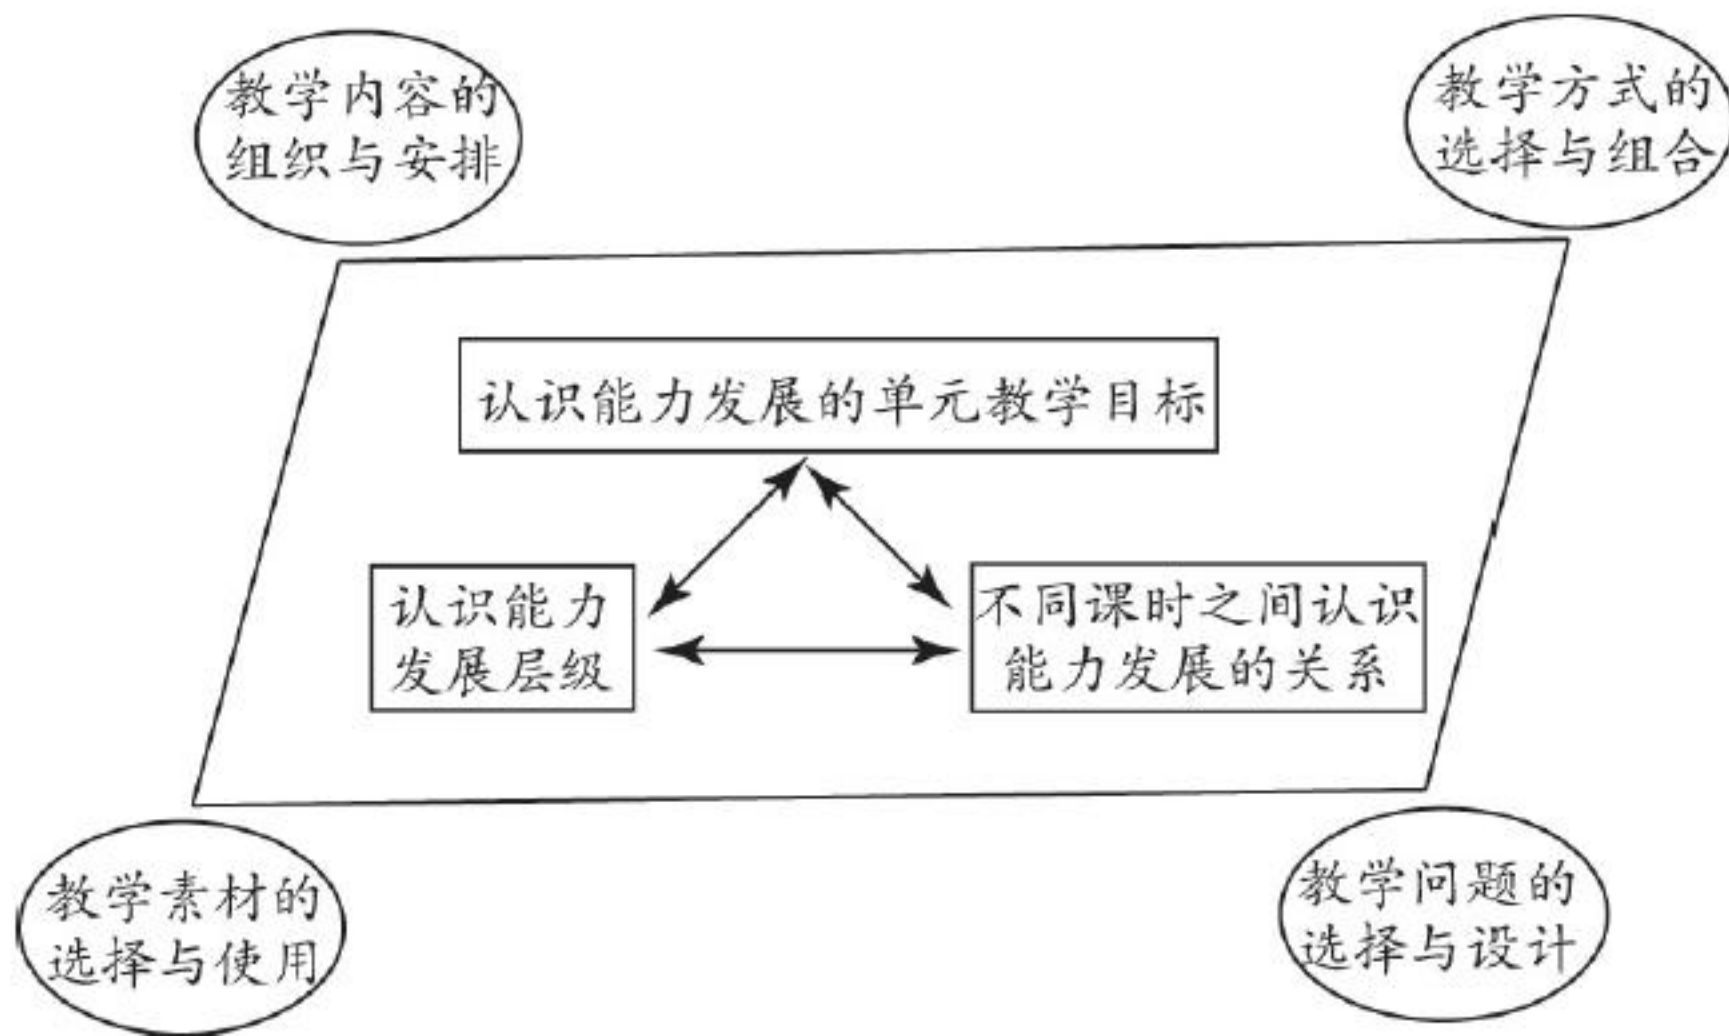 教学内容的
组织与安排
教学方式的
选择与组合
认识能力发展的单元教学目标
认识能力
发展层级
不同课时之间认识
能力发展的关系
教学素材的
选择与使用
教学问题的
选择与设计